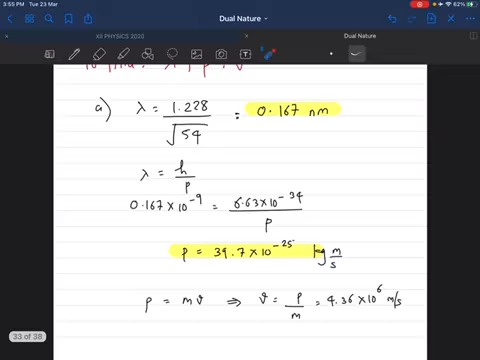 3:55 PM Tue 23 Mar
62%
Dual Nature
XII PHYSICS 2020
Dual Nature
To find: λ, p, v
a) λ = 1.228 / √54 = 0.167 nm
λ = h / p
0.167 × 10⁻⁹ = 6.63 × 10⁻³⁴ / p
p = 39.7 × 10⁻²⁵ kg m/s
p = mv ⇒ v = p/m = 4.36 × 10⁶ m/s
33 of 38